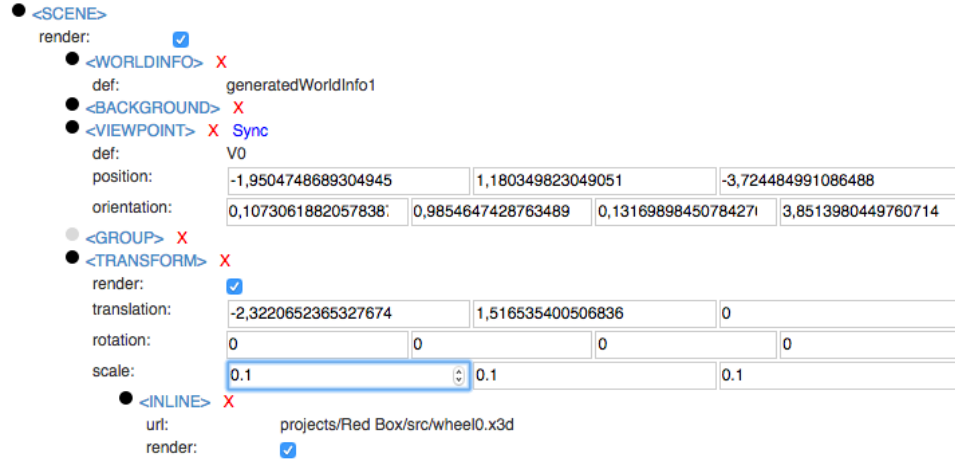 <SCENE>
render:
<WORLDINFO> X
def: generatedWorldInfo1
<BACKGROUND> X
<VIEWPOINT> X Sync
def: V0
position: -1,9504748689304945 1,180349823049051 -3,724484991086488
orientation: 0,10730618820578387 0,9854647428763489 0,1316989845078427 3,8513980449760714
<GROUP> X
<TRANSFORM> X
render:
translation: -2,3220652365327674 1,516535400506836 0
rotation: 0 0 0 0
scale: 0.1 0.1 0.1
<INLINE> X
url: projects/Red Box/src/wheel0.x3d
render: